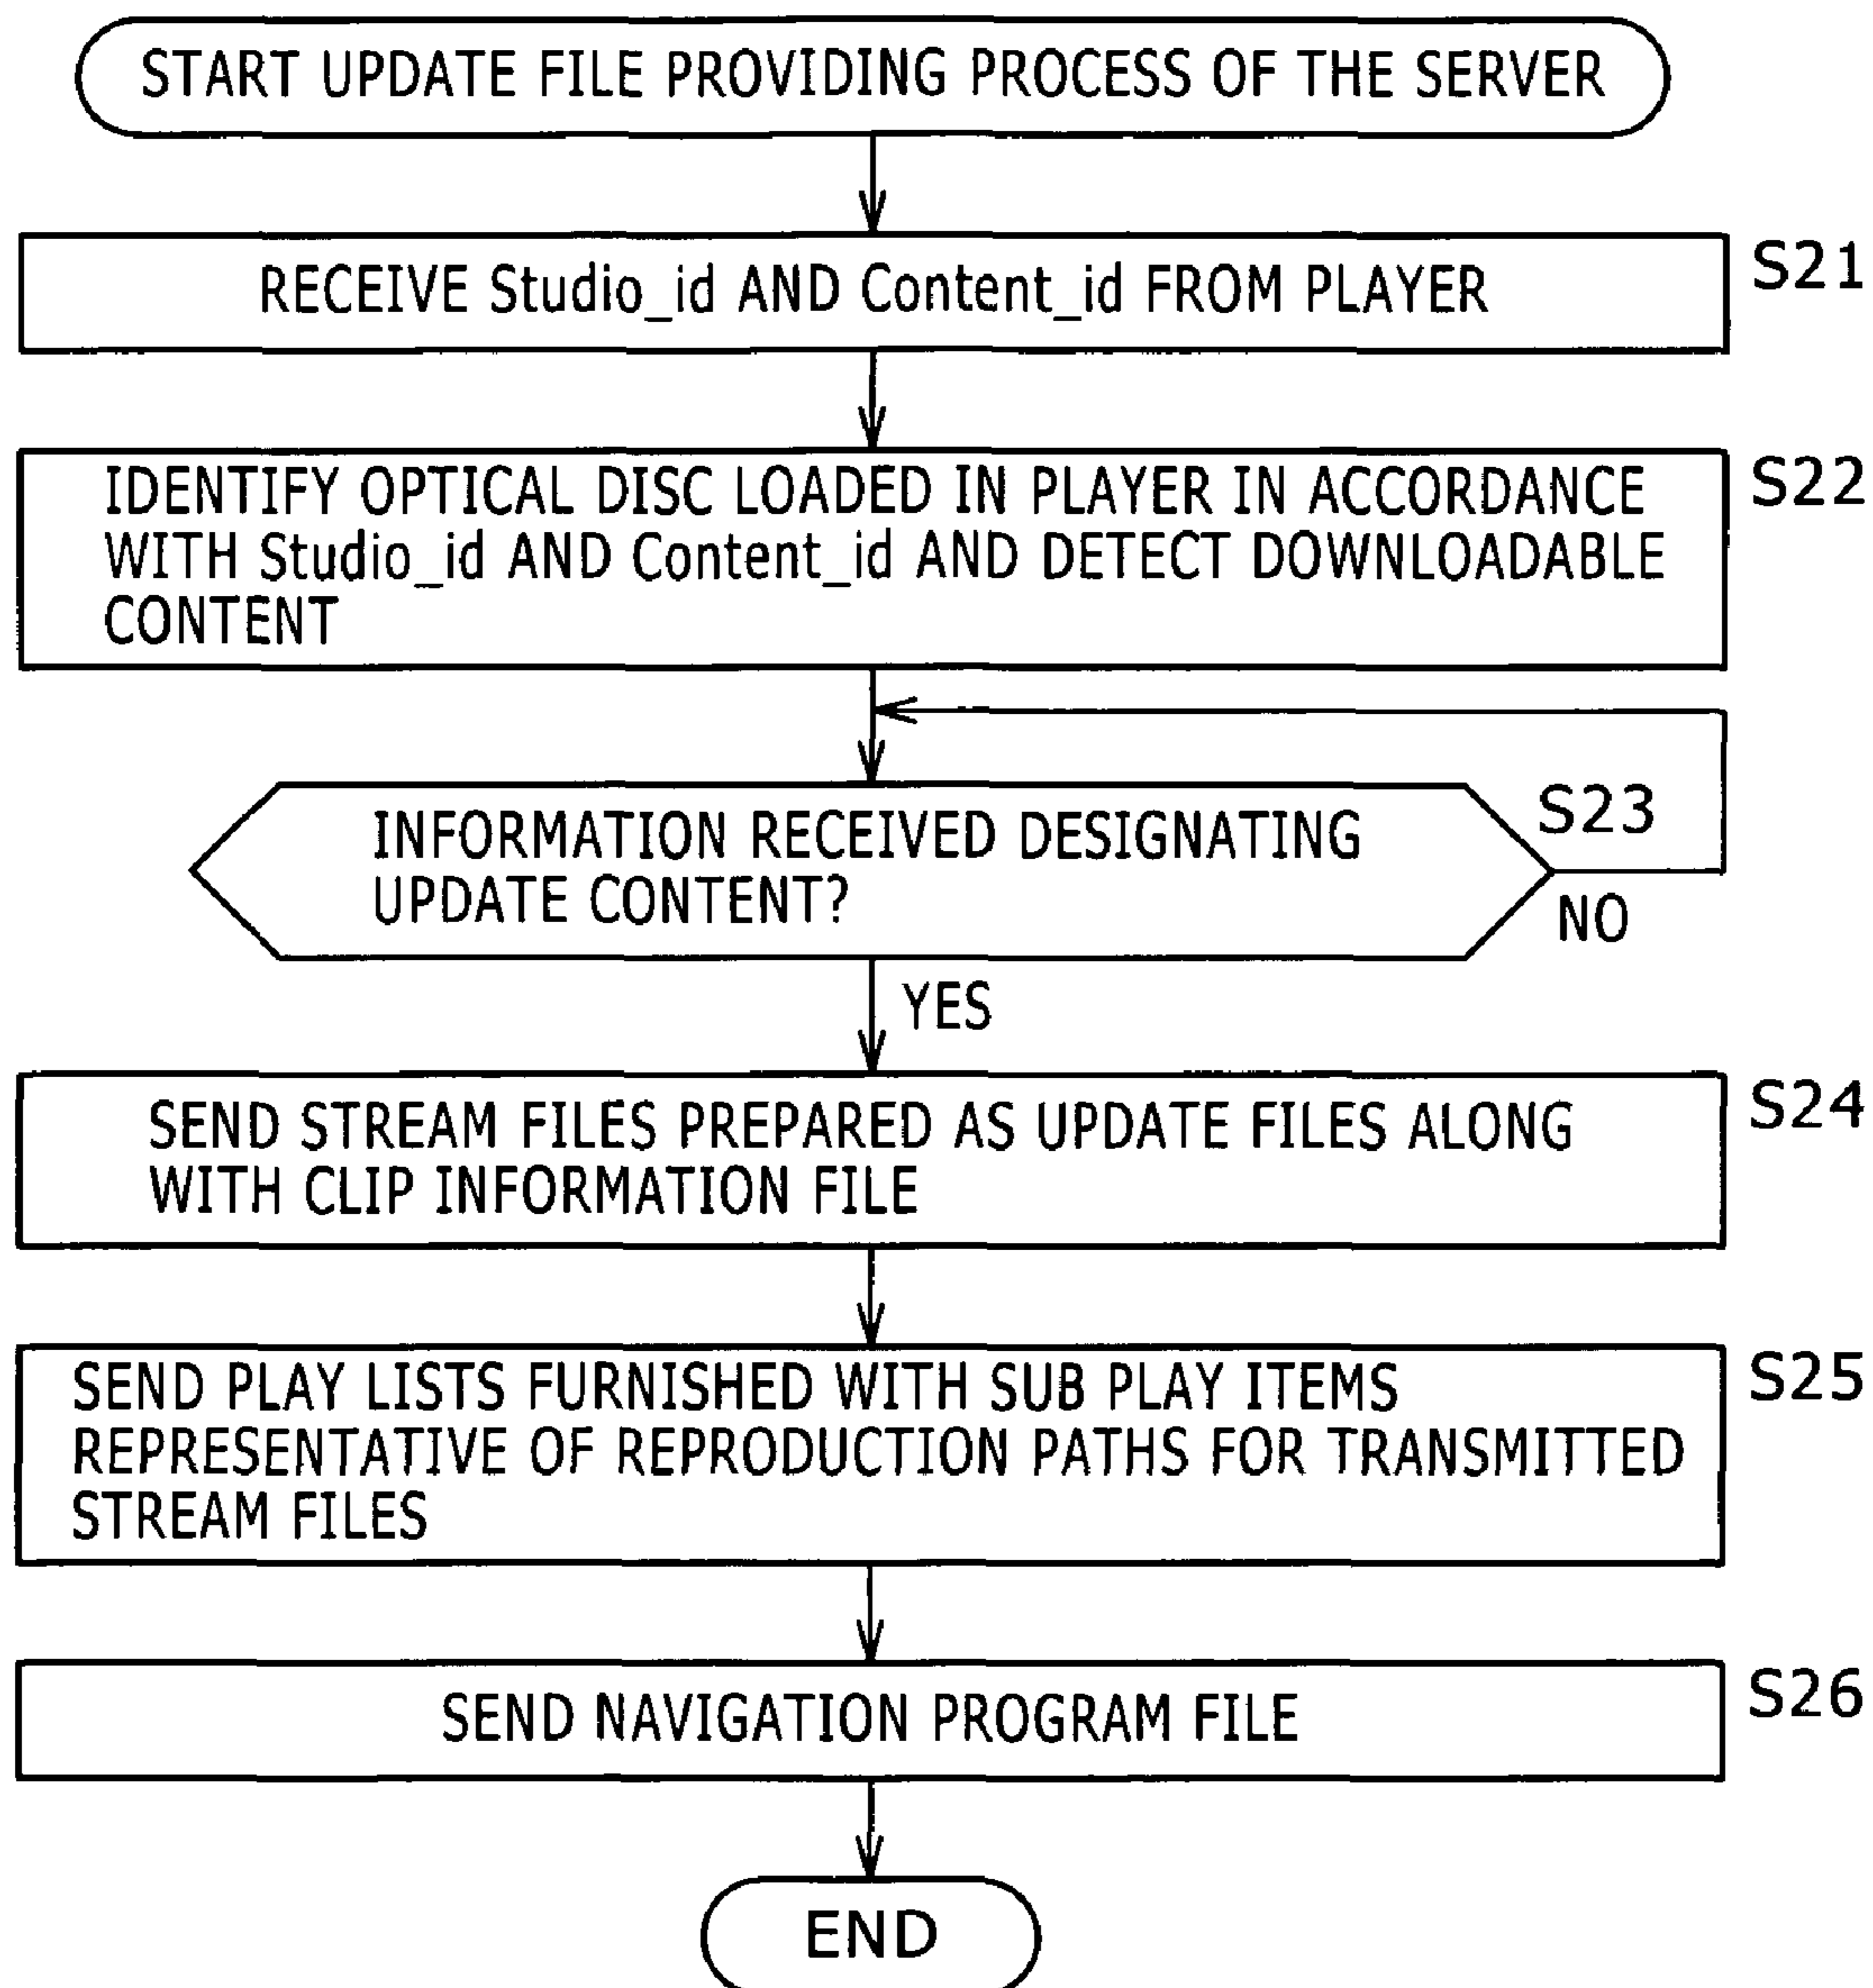 START UPDATE FILE PROVIDING PROCESS OF THE SERVER
RECEIVE Studio_id AND Content_id FROM PLAYER
S21
IDENTIFY OPTICAL DISC LOADED IN PLAYER IN ACCORDANCE
WITH Studio_id AND Content_id AND DETECT DOWNLOADABLE
CONTENT
S22
INFORMATION RECEIVED DESIGNATING
UPDATE CONTENT?
S23
NO
YES
SEND STREAM FILES PREPARED AS UPDATE FILES ALONG
WITH CLIP INFORMATION FILE
S24
SEND PLAY LISTS FURNISHED WITH SUB PLAY ITEMS
REPRESENTATIVE OF REPRODUCTION PATHS FOR TRANSMITTED
STREAM FILES
S25
SEND NAVIGATION PROGRAM FILE
S26
END